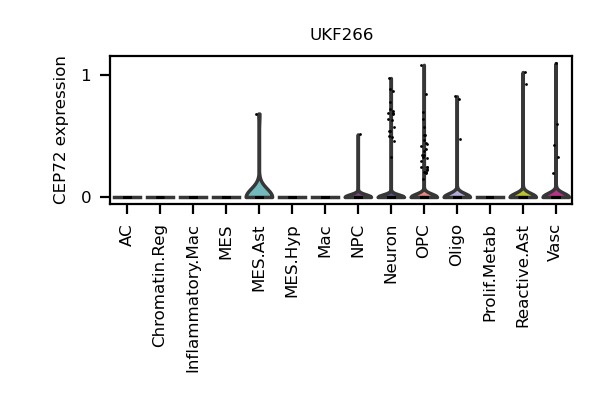 UKF266
CEP72 expression
1
0
AC
Chromatin.Reg
Inflammatory.Mac
MES
MES.Ast
MES.Hyp
Mac
NPC
Neuron
OPC
Oligo
Prolif.Metab
Reactive.Ast
Vasc